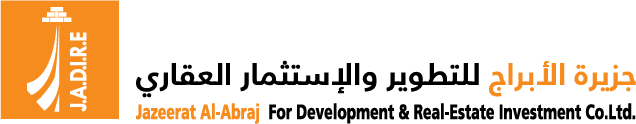 J.A.D.I.R.E
جزيرة الأبراج للتطوير والإستثمار العقاري
Jazeerat Al-Abraj For Development & Real-Estate Investment Co.Ltd.